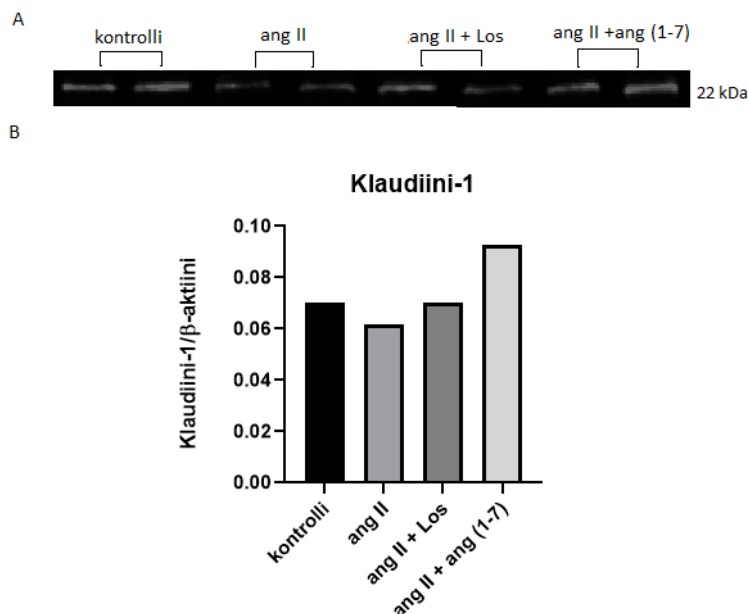 A
kontrolli ang II ang II + Los ang II +ang (1-7)
22 kDa
B
Klaudiini-1
Klaudiini-1/β-aktiini
0.10
0.08
0.06
0.04
0.02
0.00
kontrolli
ang II
ang II + Los
ang II + ang (1-7)